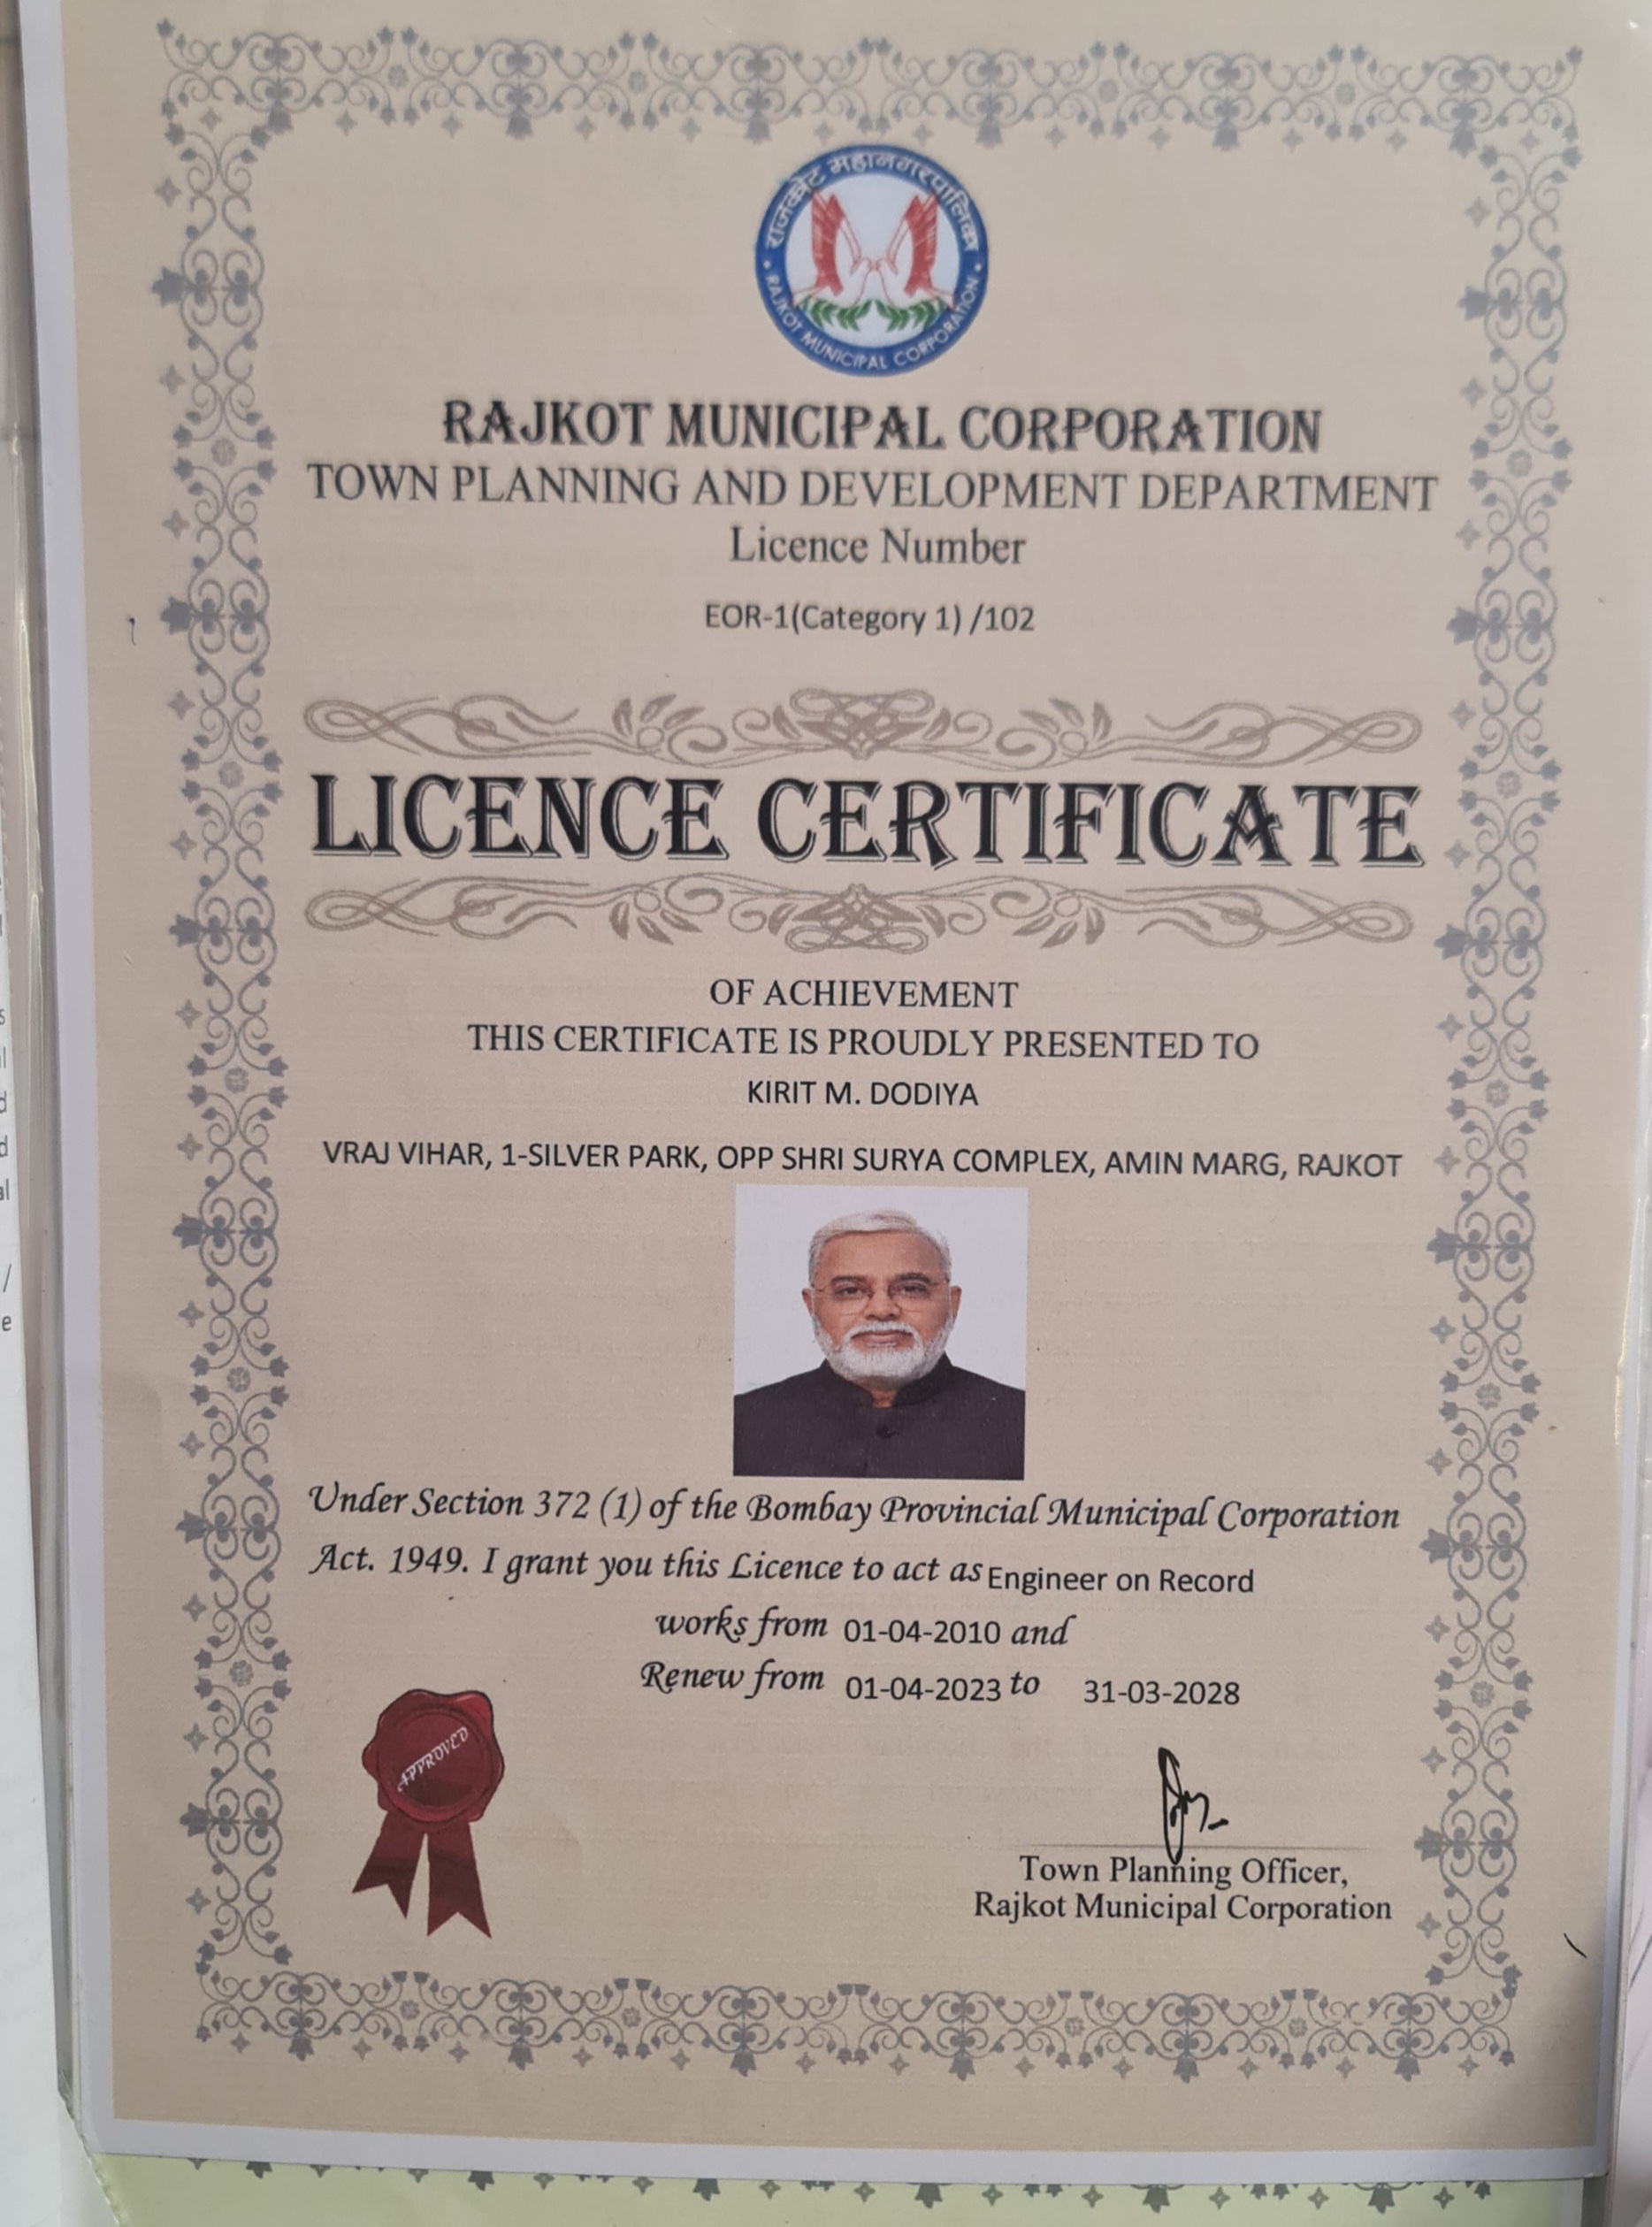 राजकोट महानगरपालिका
RAJKOT MUNICIPAL CORPORATION
RAJKOT MUNICIPAL CORPORATION
TOWN PLANNING AND DEVELOPMENT DEPARTMENT
Licence Number
EOR-1(Category 1) /102
LICENCE CERTIFICATE
OF ACHIEVEMENT
THIS CERTIFICATE IS PROUDLY PRESENTED TO
KIRIT M. DODIYA
VRAJ VIHAR, 1-SILVER PARK, OPP SHRI SURYA COMPLEX, AMIN MARG, RAJKOT
Under Section 372 (1) of the Bombay Provincial Municipal Corporation
Act. 1949. I grant you this Licence to act as Engineer on Record
works from 01-04-2010 and
Renew from 01-04-2023 to 31-03-2028
APPROVED
Town Planning Officer,
Rajkot Municipal Corporation